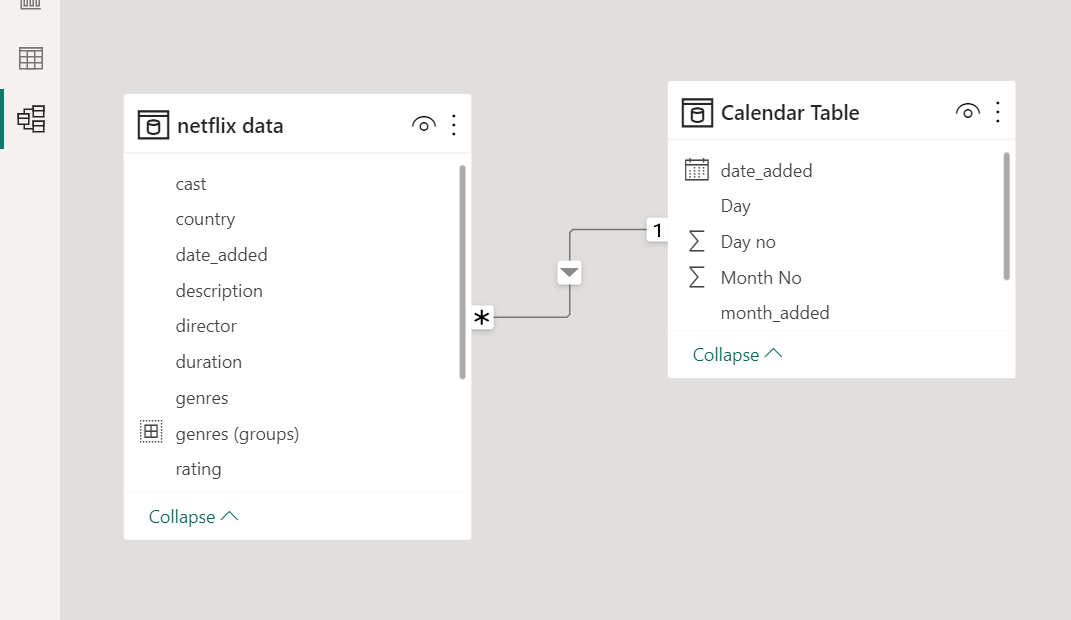 netflix data
cast
country
date_added
description
director
duration
genres
genres (groups)
rating
Collapse
*
1
Calendar Table
date_added
Day
Σ Day no
Σ Month No
month_added
Collapse